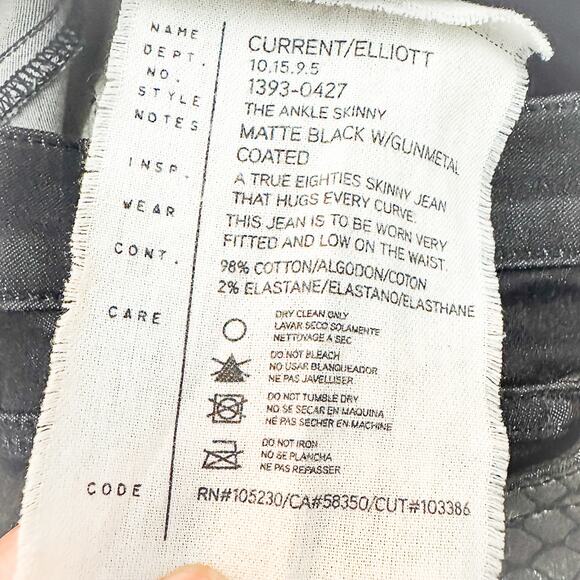 NAME CURRENT/ELLIOTT
DEPT. 10.15.9.5
NO. 1393-0427
STYLE THE ANKLE SKINNY
NOTES MATTE BLACK W/GUNMETAL
COATED
INSP. A TRUE EIGHTIES SKINNY JEAN
THAT HUGS EVERY CURVE.
WEAR THIS JEAN IS TO BE WORN VERY
FITTED AND LOW ON THE WAIST.
CONT. 98% COTTON/ALGODON/COTON
2% ELASTANE/ELASTANO/ELASTHANE
CARE DRY CLEAN ONLY
LAVAR SECO SOLAMENTE
NETTOYAGE A SEC
DO NOT BLEACH
NO USAR BLANQUEADOR
NE PAS JAVELLISER
DO NOT TUMBLE DRY
NO SE SECAR EN MAQUINA
NE PAS SECHER EN MACHINE
DO NOT IRON
NO SE PLANCHA
NE PAS REPASSER
CODE RN#105230/CA#58350/CUT#103386